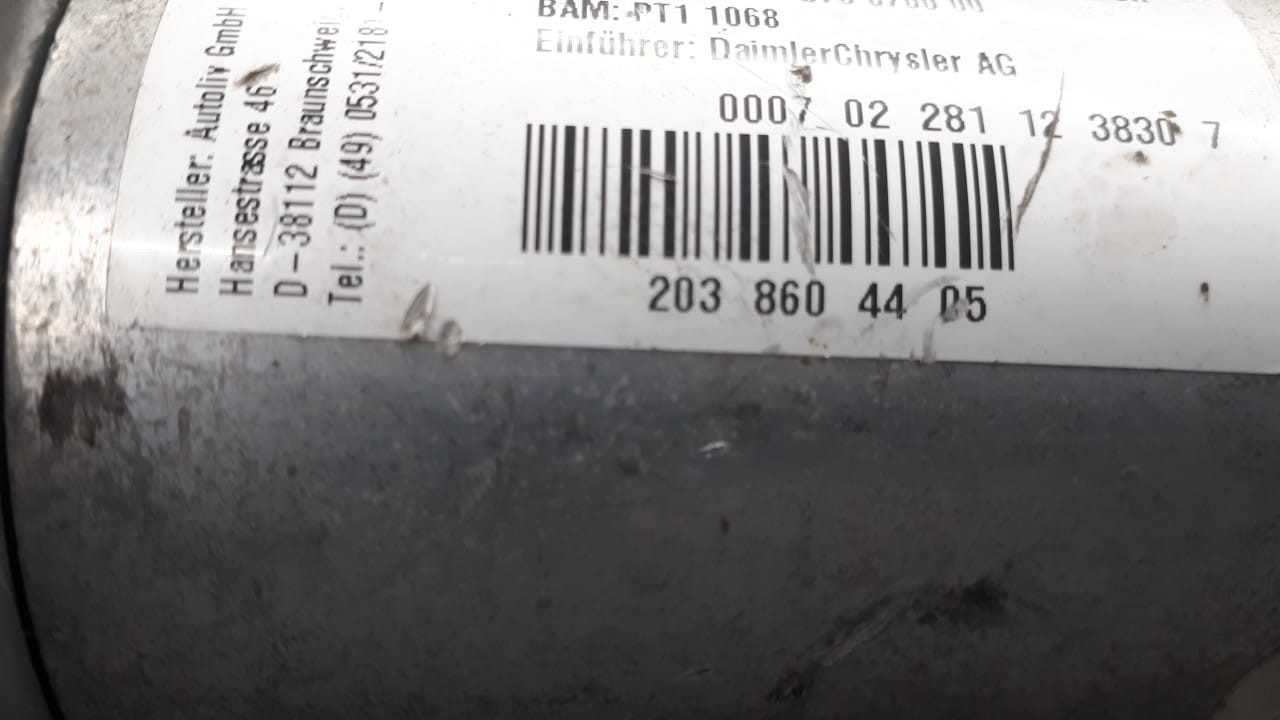 BAM: PT1 1068
Einführer: DaimlerChrysler AG
0007 02 281 12 3830 7
203 860 44 05
Hersteller: Autoliv GmbH
Hansestrasse 46
D-38112 Braunschwei
Tel.: (D) (49) 0531/2181-